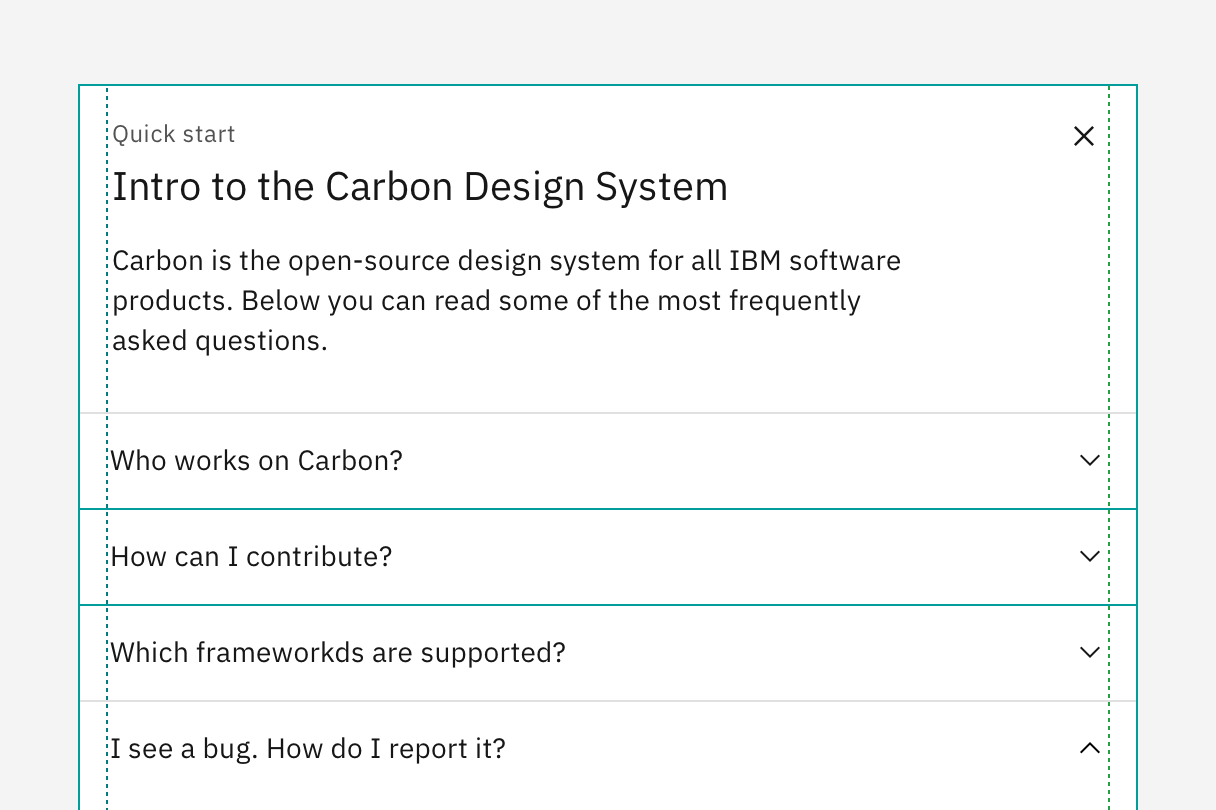 Quick start
Intro to the Carbon Design System
Carbon is the open-source design system for all IBM software
products. Below you can read some of the most frequently
asked questions.
Who works on Carbon?
How can I contribute?
Which frameworkds are supported?
I see a bug. How do I report it?